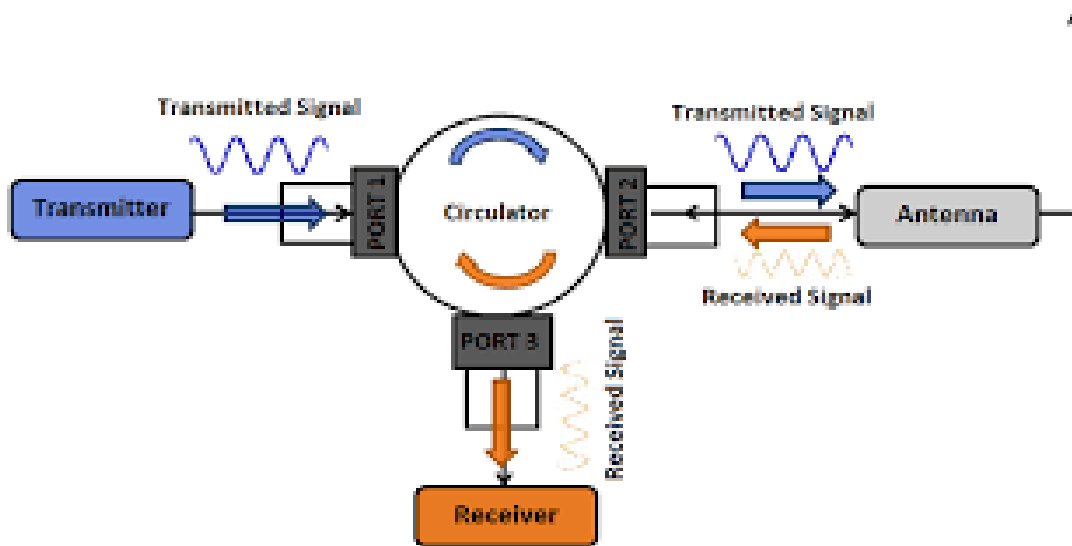 Transmitted Signal
Transmitted Signal
Transmitter
PORT 1
Circulator
PORT 2
Antenna
Received Signal
PORT 3
Received Signal
Receiver